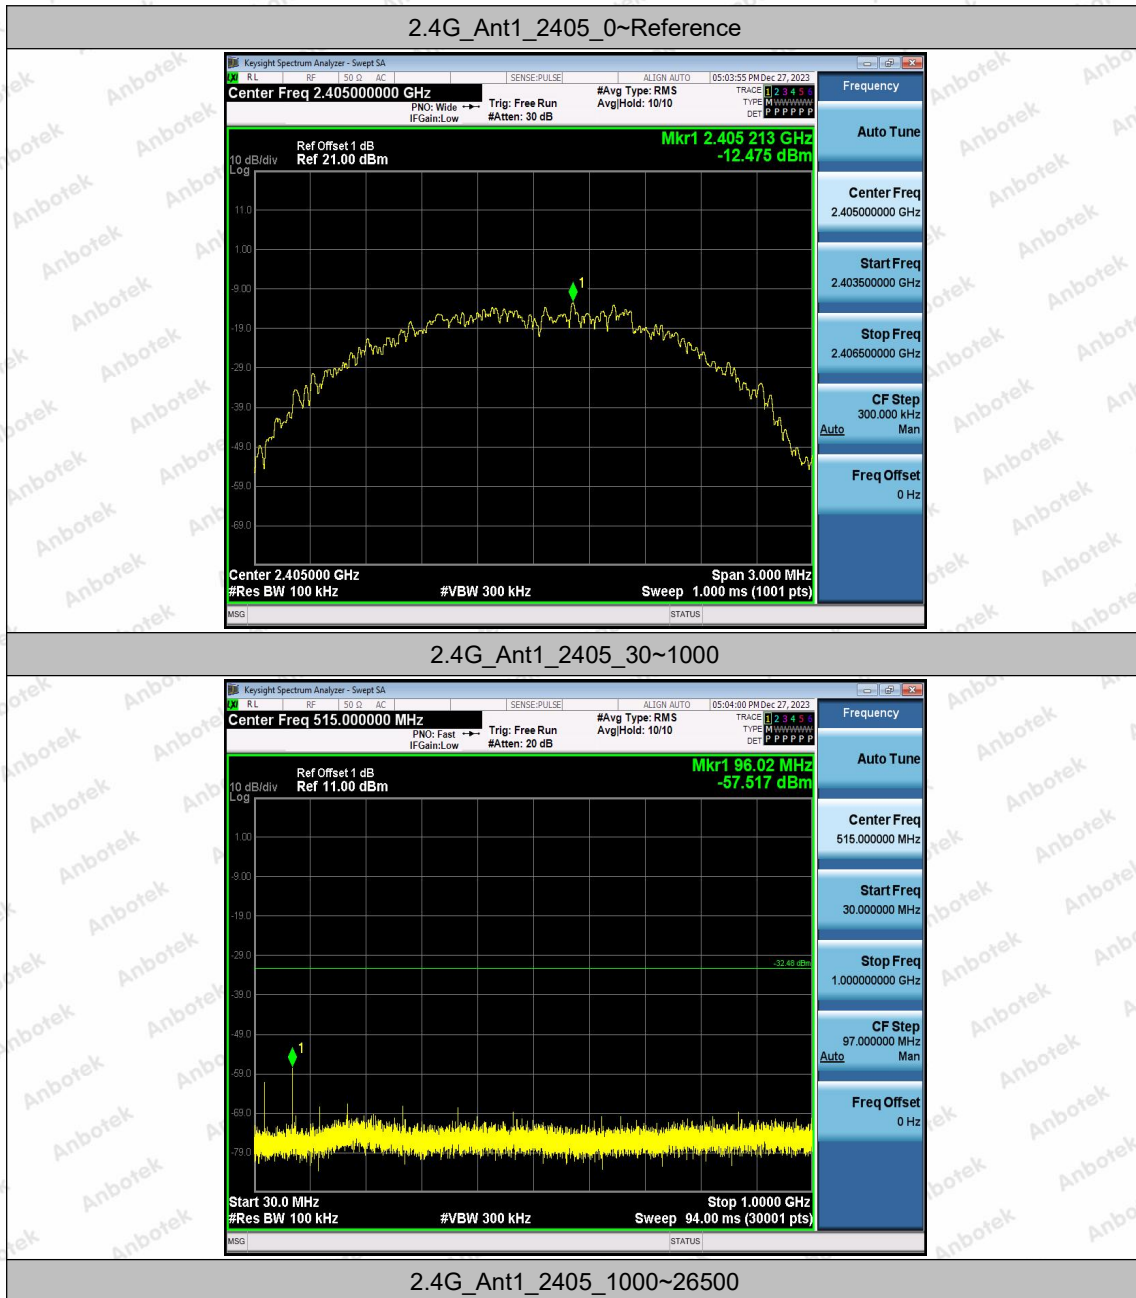 2.4G_Ant1_2405_0~Reference
Keysight Spectrum Analyzer - Swept SA
LXI RL RF 50 Ω AC SENSE:PULSE ALIGN AUTO 05:03:55 PM Dec 27, 2023
Center Freq 2.405000000 GHz #Avg Type: RMS TRACE 1 2 3 4 5 6
PNO: Wide Trig: Free Run Avg|Hold: 10/10 TYPE M W W W W W
IFGain:Low #Atten: 30 dB DET P P P P P P
Frequency
Mkr1 2.405 213 GHz
-12.475 dBm
Ref Offset 1 dB
10 dB/div Ref 21.00 dBm
Log
11.0
1.00
-9.00
-19.0
-29.0
-39.0
-49.0
-59.0
-69.0
1
Center 2.405000 GHz Span 3.000 MHz
#Res BW 100 kHz #VBW 300 kHz Sweep 1.000 ms (1001 pts)
MSG STATUS
Auto Tune
Center Freq
2.405000000 GHz
Start Freq
2.403500000 GHz
Stop Freq
2.406500000 GHz
CF Step
300.000 kHz
Auto Man
Freq Offset
0 Hz
2.4G_Ant1_2405_30~1000
Keysight Spectrum Analyzer - Swept SA
LXI RL RF 50 Ω AC SENSE:PULSE ALIGN AUTO 05:04:00 PM Dec 27, 2023
Center Freq 515.000000 MHz #Avg Type: RMS TRACE 1 2 3 4 5 6
PNO: Fast Trig: Free Run Avg|Hold: 10/10 TYPE M W W W W W
IFGain:Low #Atten: 20 dB DET P P P P P P
Frequency
Mkr1 96.02 MHz
-57.517 dBm
Ref Offset 1 dB
10 dB/div Ref 11.00 dBm
Log
1.00
-9.00
-19.0
-29.0
-32.48 dBm
-39.0
-49.0
-59.0
-69.0
-79.0
1
Start 30.0 MHz Stop 1.0000 GHz
#Res BW 100 kHz #VBW 300 kHz Sweep 94.00 ms (30001 pts)
MSG STATUS
Auto Tune
Center Freq
515.000000 MHz
Start Freq
30.000000 MHz
Stop Freq
1.000000000 GHz
CF Step
97.000000 MHz
Auto Man
Freq Offset
0 Hz
2.4G_Ant1_2405_1000~26500